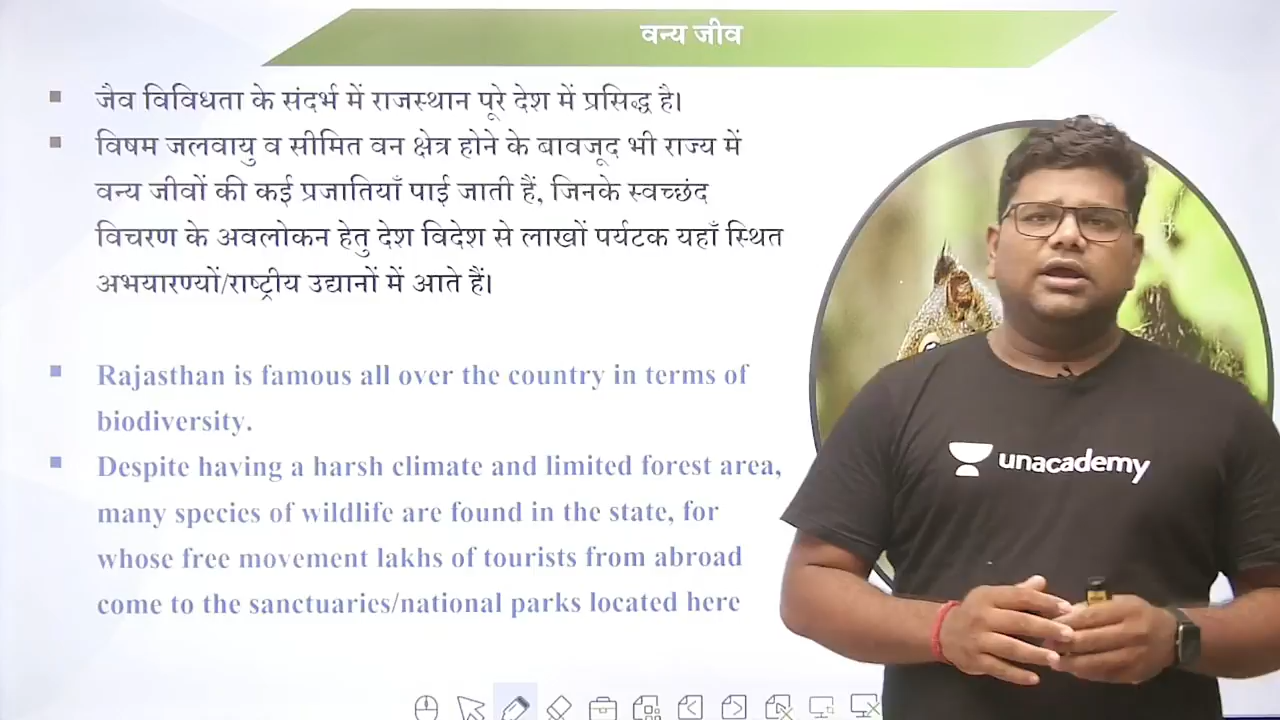 वन्य जीव
जैव विविधता के संदर्भ में राजस्थान पूरे देश में प्रसिद्ध है।
विषम जलवायु व सीमित वन क्षेत्र होने के बावजूद भी राज्य में
वन्य जीवों की कई प्रजातियाँ पाई जाती हैं, जिनके स्वच्छंद
विचरण के अवलोकन हेतु देश विदेश से लाखों पर्यटक यहाँ स्थित
अभयारण्यों/राष्ट्रीय उद्यानों में आते हैं।
Rajasthan is famous all over the country in terms of
biodiversity.
Despite having a harsh climate and limited forest area,
many species of wildlife are found in the state, for
whose free movement lakhs of tourists from abroad
come to the sanctuaries/national parks located here
unacademy